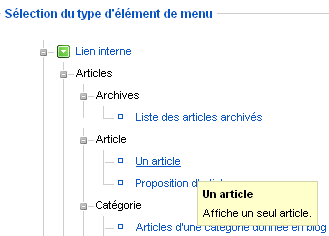 Sélection du type d'élément de menu
Lien interne
Articles
Archives
Liste des articles archivés
Article
Un article
Proposition d'article
Un article
Affiche un seul article.
Catégorie
Articles d'une catégorie donnée en blog